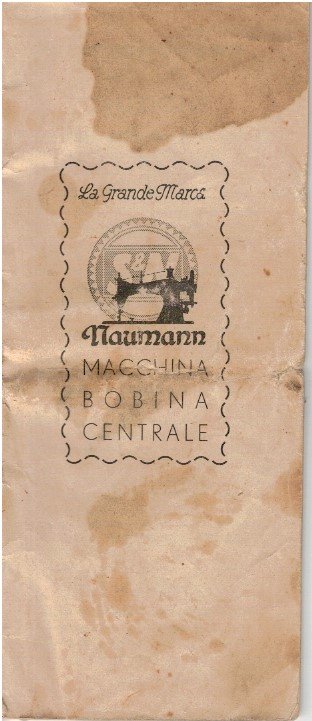 La Grande Marca
S&N
Naumann
MACCHINA
BOBINA
CENTRALE